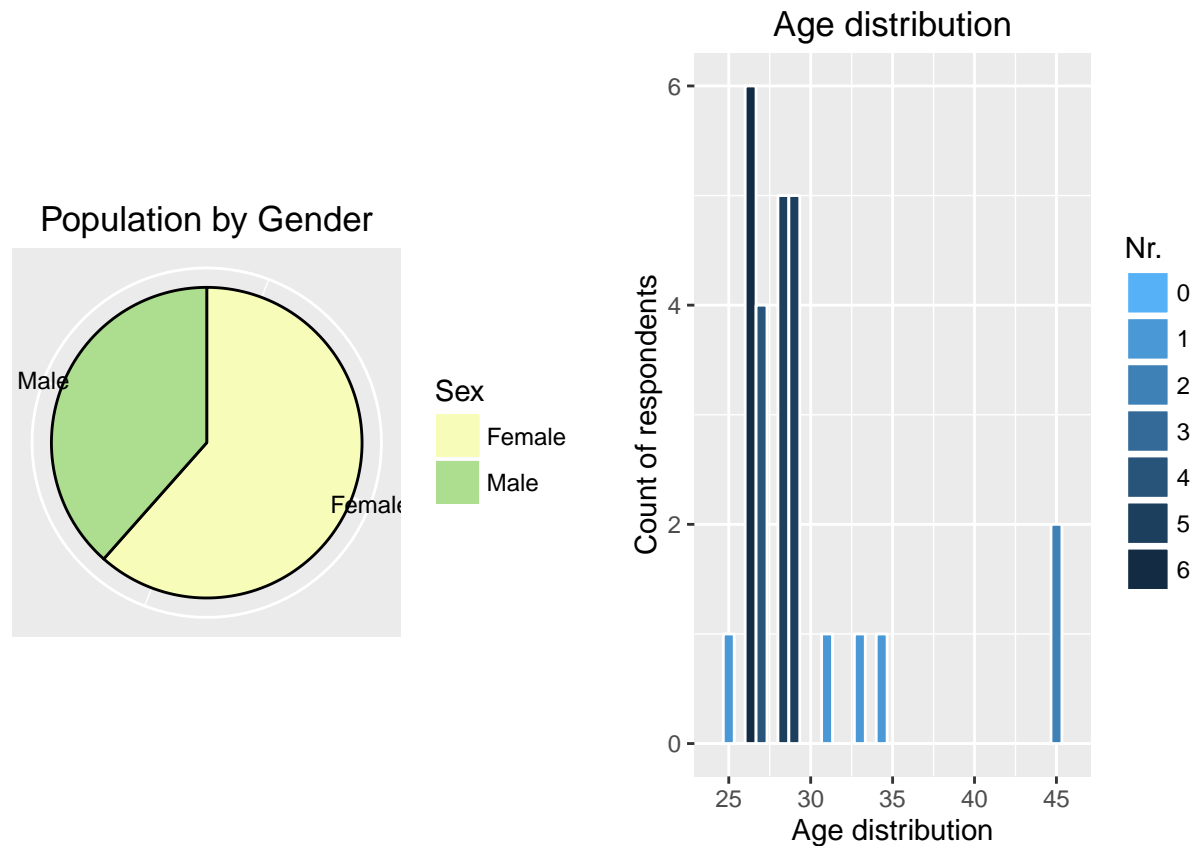 Population by Gender
Male
Female
Sex
Female
Male
Age distribution
6
4
2
0
Count of respondents
25 30 35 40 45
Age distribution
Nr.
0
1
2
3
4
5
6